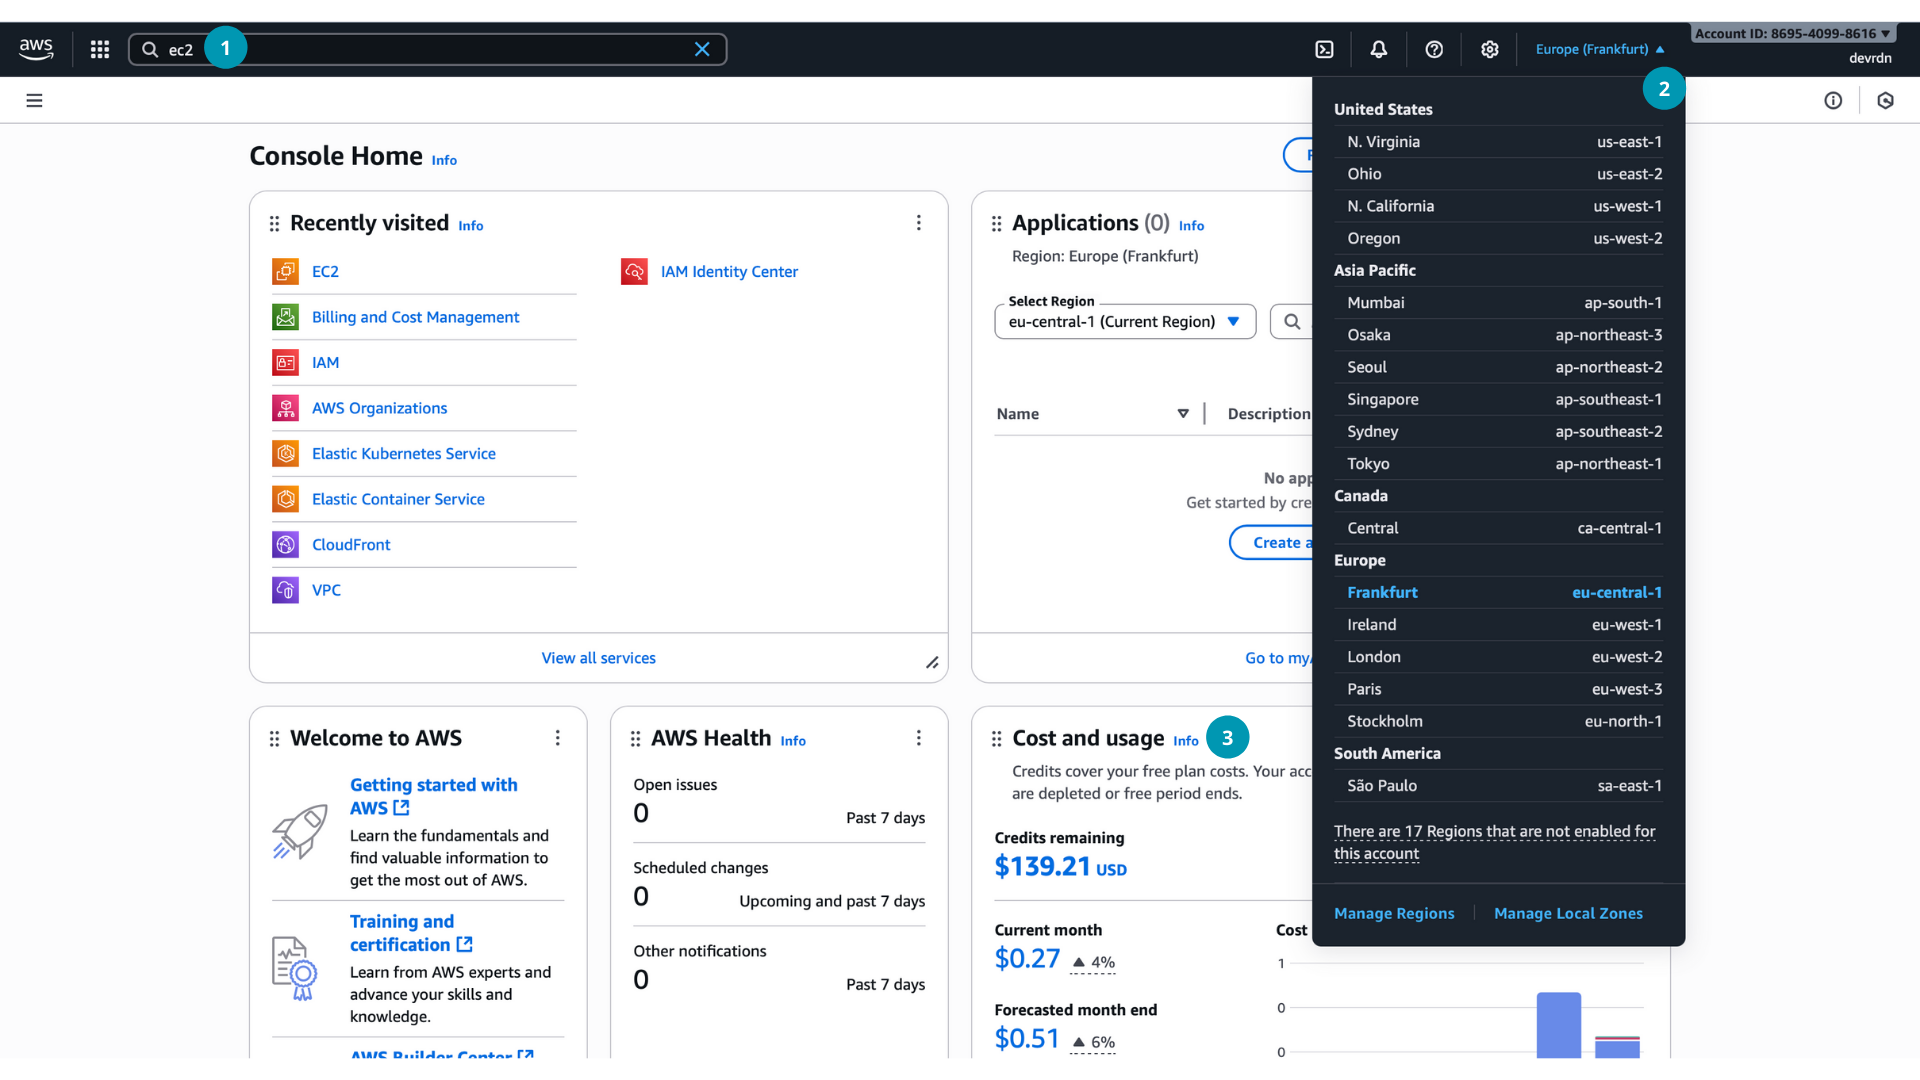 aws
ec2
1
Europe (Frankfurt)
Account ID: 8695-4099-8616
devrdn
2
Console Home Info
Recently visited Info
EC2
Billing and Cost Management
IAM
AWS Organizations
Elastic Kubernetes Service
Elastic Container Service
CloudFront
VPC
IAM Identity Center
View all services
Applications (0) Info
Region: Europe (Frankfurt)
Select Region
eu-central-1 (Current Region)
Name
Description
No app
Get started by cre
Create a
Go to my
United States
N. Virginia us-east-1
Ohio us-east-2
N. California us-west-1
Oregon us-west-2
Asia Pacific
Mumbai ap-south-1
Osaka ap-northeast-3
Seoul ap-northeast-2
Singapore ap-southeast-1
Sydney ap-southeast-2
Tokyo ap-northeast-1
Canada
Central ca-central-1
Europe
Frankfurt eu-central-1
Ireland eu-west-1
London eu-west-2
Paris eu-west-3
Stockholm eu-north-1
South America
São Paulo sa-east-1
There are 17 Regions that are not enabled for
this account
Manage Regions
Manage Local Zones
Welcome to AWS
Getting started with
AWS
Learn the fundamentals and
find valuable information to
get the most out of AWS.
Training and
certification
Learn from AWS experts and
advance your skills and
knowledge.
AWS Builder Center
AWS Health Info
Open issues
0
Past 7 days
Scheduled changes
0
Upcoming and past 7 days
Other notifications
0
Past 7 days
Cost and usage Info
3
Credits cover your free plan costs. Your acc
are depleted or free period ends.
Credits remaining
$139.21 USD
Current month
$0.27 4%
Forecasted month end
$0.51 6%
Cost
1
0
0